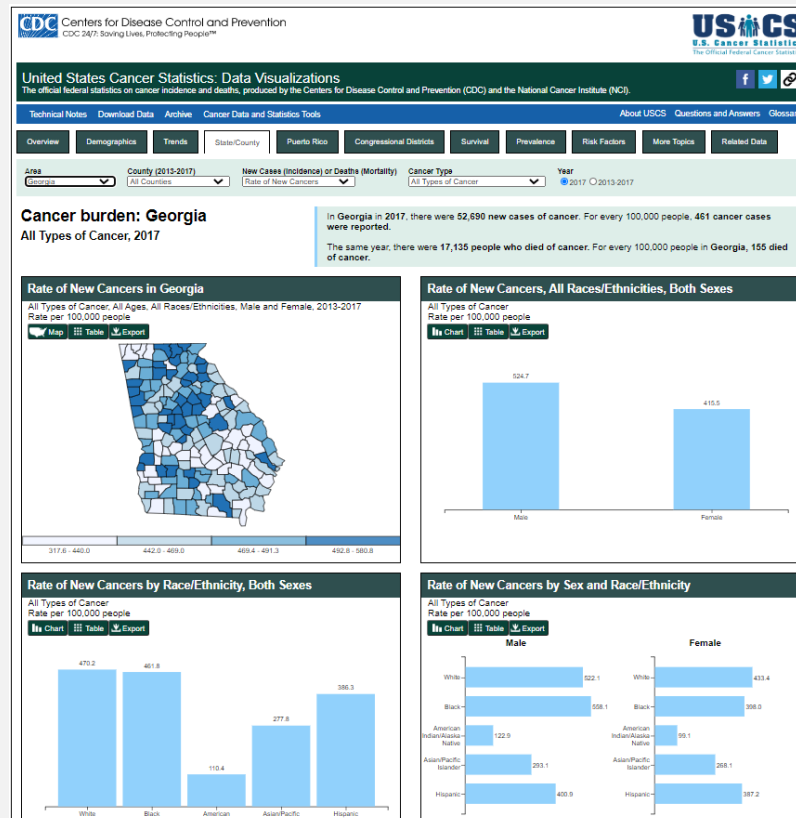 CDC Centers for Disease Control and Prevention
CDC 24/7: Saving Lives, Protecting People™
USCS
U.S. Cancer Statistic
The Official Federal Cancer Statist
United States Cancer Statistics: Data Visualizations
The official federal statistics on cancer incidence and deaths, produced by the Centers for Disease Control and Prevention (CDC) and the National Cancer Institute (NCI).
Technical Notes Download Data Archive Cancer Data and Statistics Tools About USCS Questions and Answers Glossar
Overview Demographics Trends State/County Puerto Rico Congressional Districts Survival Prevalence Risk Factors More Topics Related Data
Area County (2013-2017) New Cases (Incidence) or Deaths (Mortality) Cancer Type Year
Georgia All Counties Rate of New Cancers All Types of Cancer 2017 2013-2017
Cancer burden: Georgia
All Types of Cancer, 2017
In Georgia in 2017, there were 52,690 new cases of cancer. For every 100,000 people, 461 cancer cases
were reported.
The same year, there were 17,135 people who died of cancer. For every 100,000 people in Georgia, 155 died
of cancer.
Rate of New Cancers in Georgia
All Types of Cancer, All Ages, All Races/Ethnicities, Male and Female, 2013-2017
Rate per 100,000 people
Map Table Export
317.6 - 440.0 442.0 - 469.0 469.4 - 491.3 492.8 - 580.8
Rate of New Cancers, All Races/Ethnicities, Both Sexes
All Types of Cancer
Rate per 100,000 people
Chart Table Export
524.7
415.5
Male Female
Rate of New Cancers by Race/Ethnicity, Both Sexes
All Types of Cancer
Rate per 100,000 people
Chart Table Export
470.2 461.8 110.4 277.8 386.3
White Black American Asian/Pacific Hispanic
Rate of New Cancers by Sex and Race/Ethnicity
All Types of Cancer
Rate per 100,000 people
Chart Table Export
Male
White 522.1
Black 558.1
American
Indian/Alaska 122.9
Native
Asian/Pacific
Islander 293.1
Hispanic 400.9
Female
White 433.4
Black 398.0
American
Indian/Alaska 99.1
Native
Asian/Pacific
Islander 268.1
Hispanic 387.2